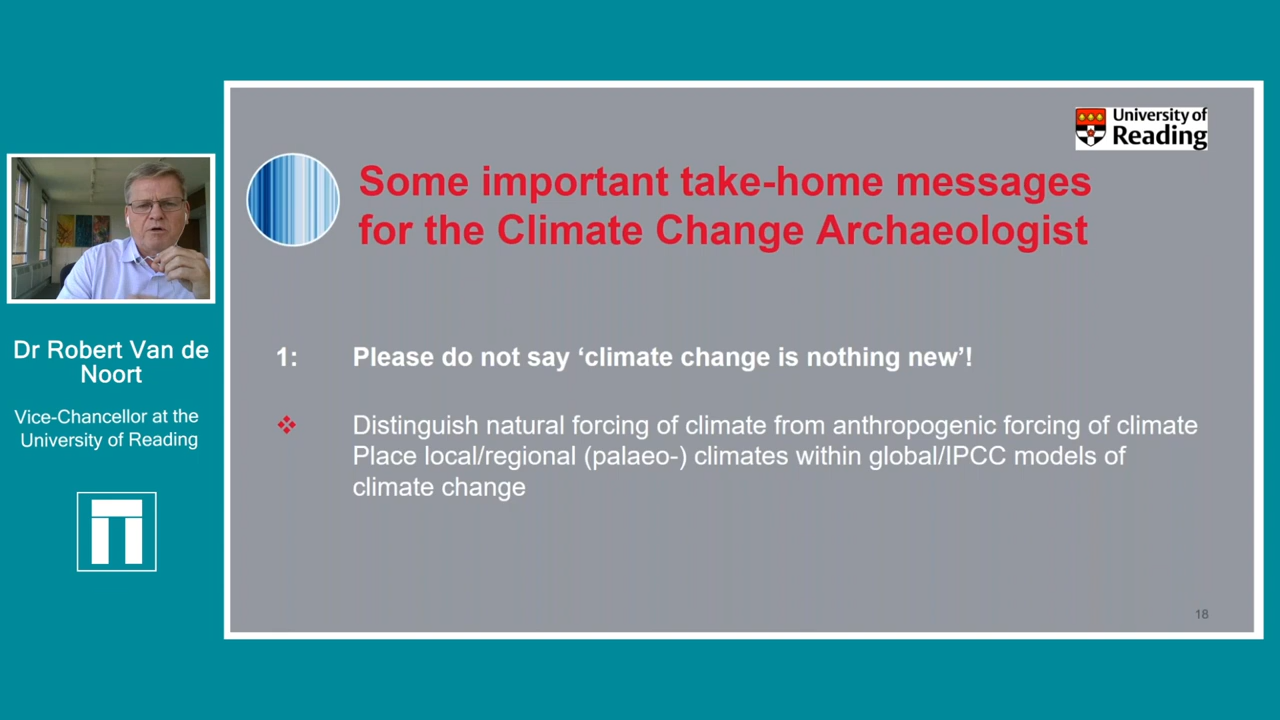 University of
Reading
Some important take-home messages
for the Climate Change Archaeologist
1: Please do not say ‘climate change is nothing new’!
Distinguish natural forcing of climate from anthropogenic forcing of climate
Place local/regional (palaeo-) climates within global/IPCC models of
climate change
18
Dr Robert Van de
Noort
Vice-Chancellor at the
University of Reading